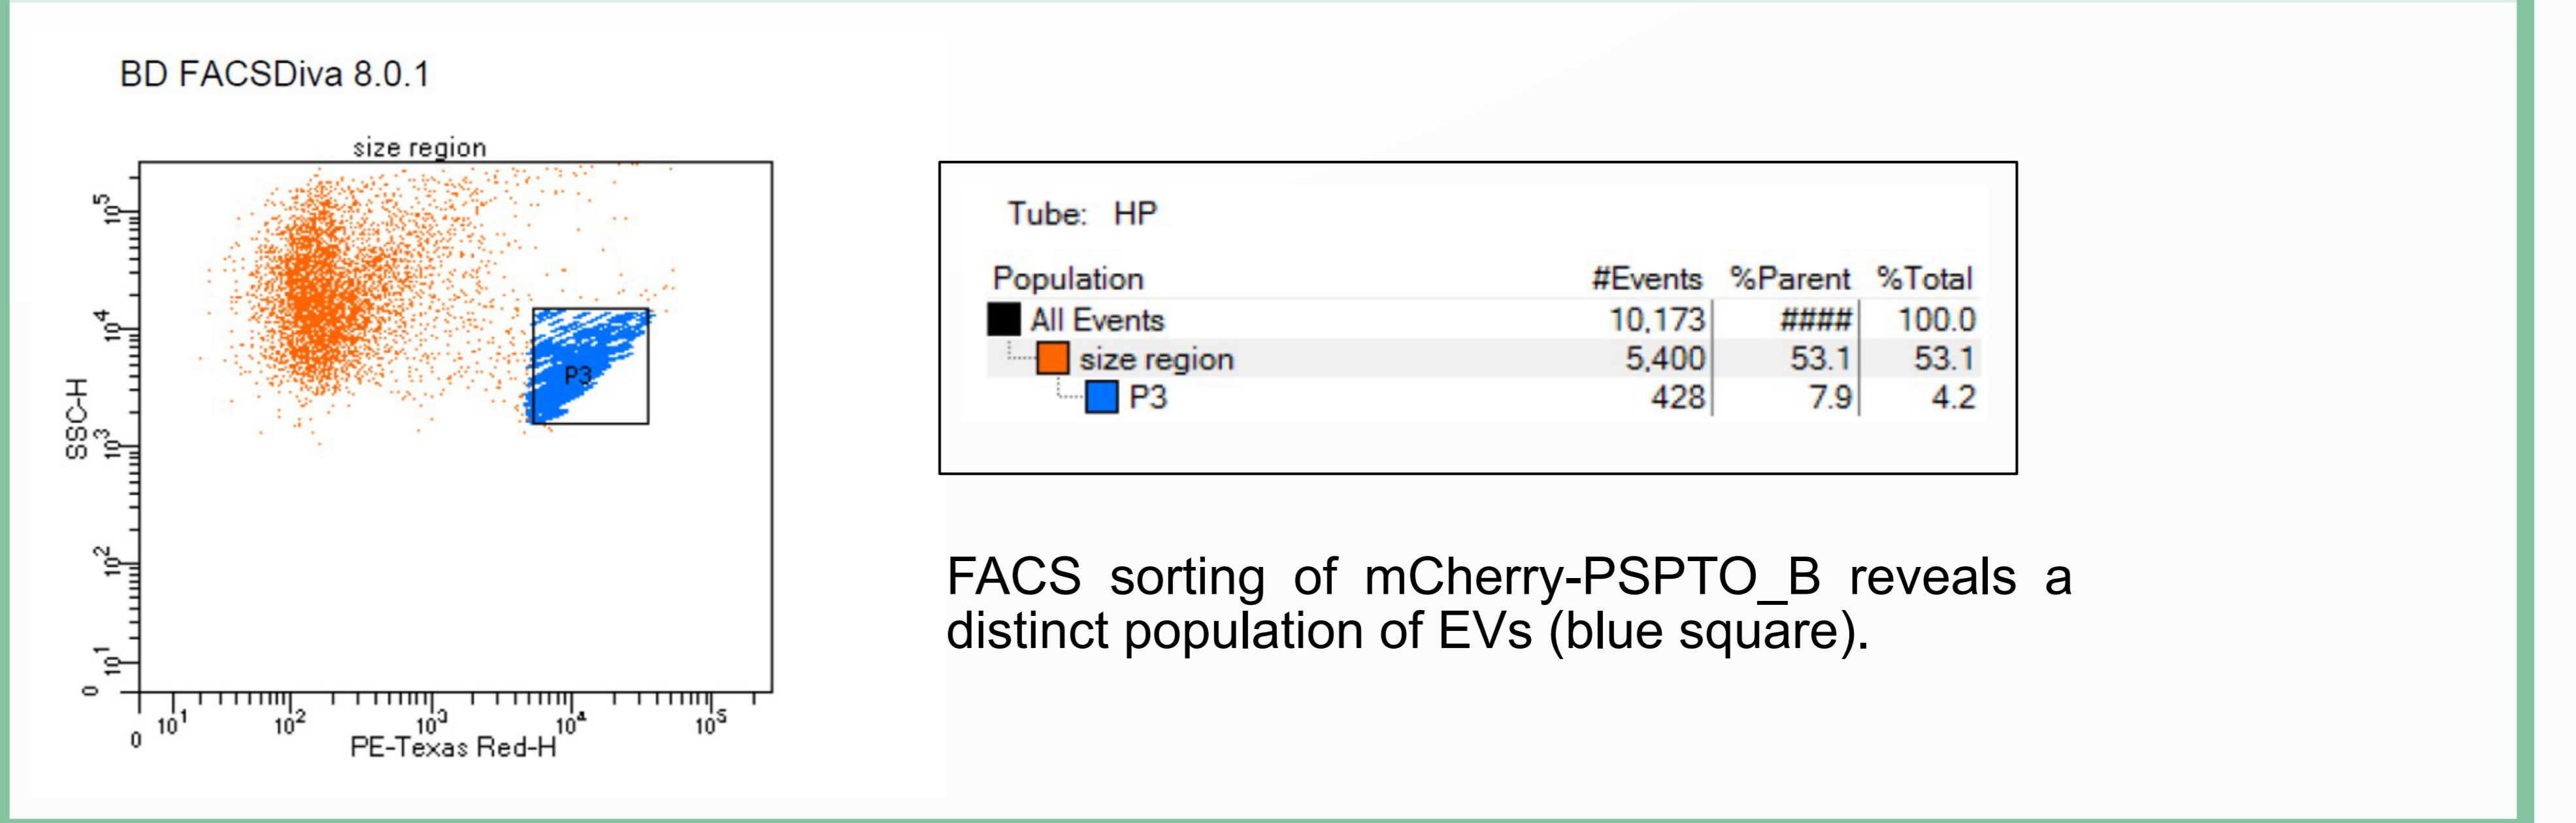 BD FACSDiva 8.0.1
size region
10^5
10^4
10^3
10^2
10^1
0
SSC-H
P3
0 10^1 10^2 10^3 10^4 10^5
PE-Texas Red-H
Tube: HP
Population #Events %Parent %Total
All Events 10,173 #### 100.0
size region 5,400 53.1 53.1
P3 428 7.9 4.2
FACS sorting of mCherry-PSPTO_B reveals a
distinct population of EVs (blue square).